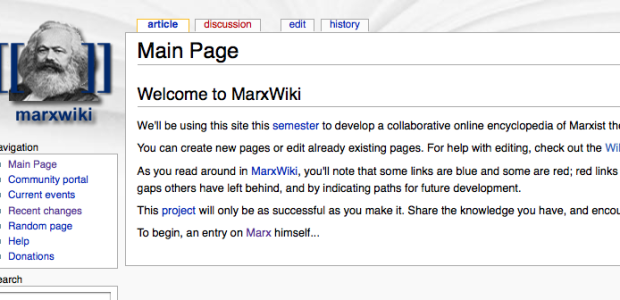 article discussion edit history
Main Page
[[ ]]
marxwiki
Welcome to MarxWiki
We'll be using this site this semester to develop a collaborative online encyclopedia of Marxist
You can create new pages or edit already existing pages. For help with editing, check out the
As you read around in MarxWiki, you'll note that some links are blue and some are red; red links
gaps others have left behind, and by indicating paths for future development.
This project will only be as successful as you make it. Share the knowledge you have, and
To begin, an entry on Marx himself...
avigation
Main Page
Community portal
Current events
Recent changes
Random page
Help
Donations
earch